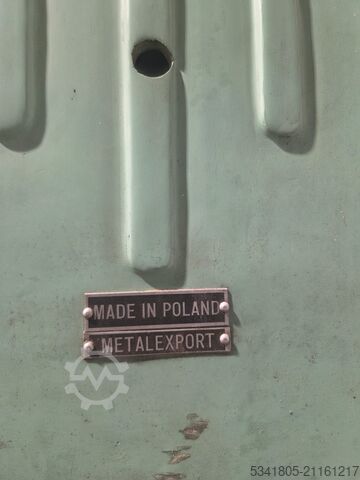 MADE IN POLAND
METALEXPORT
5341805-21161217